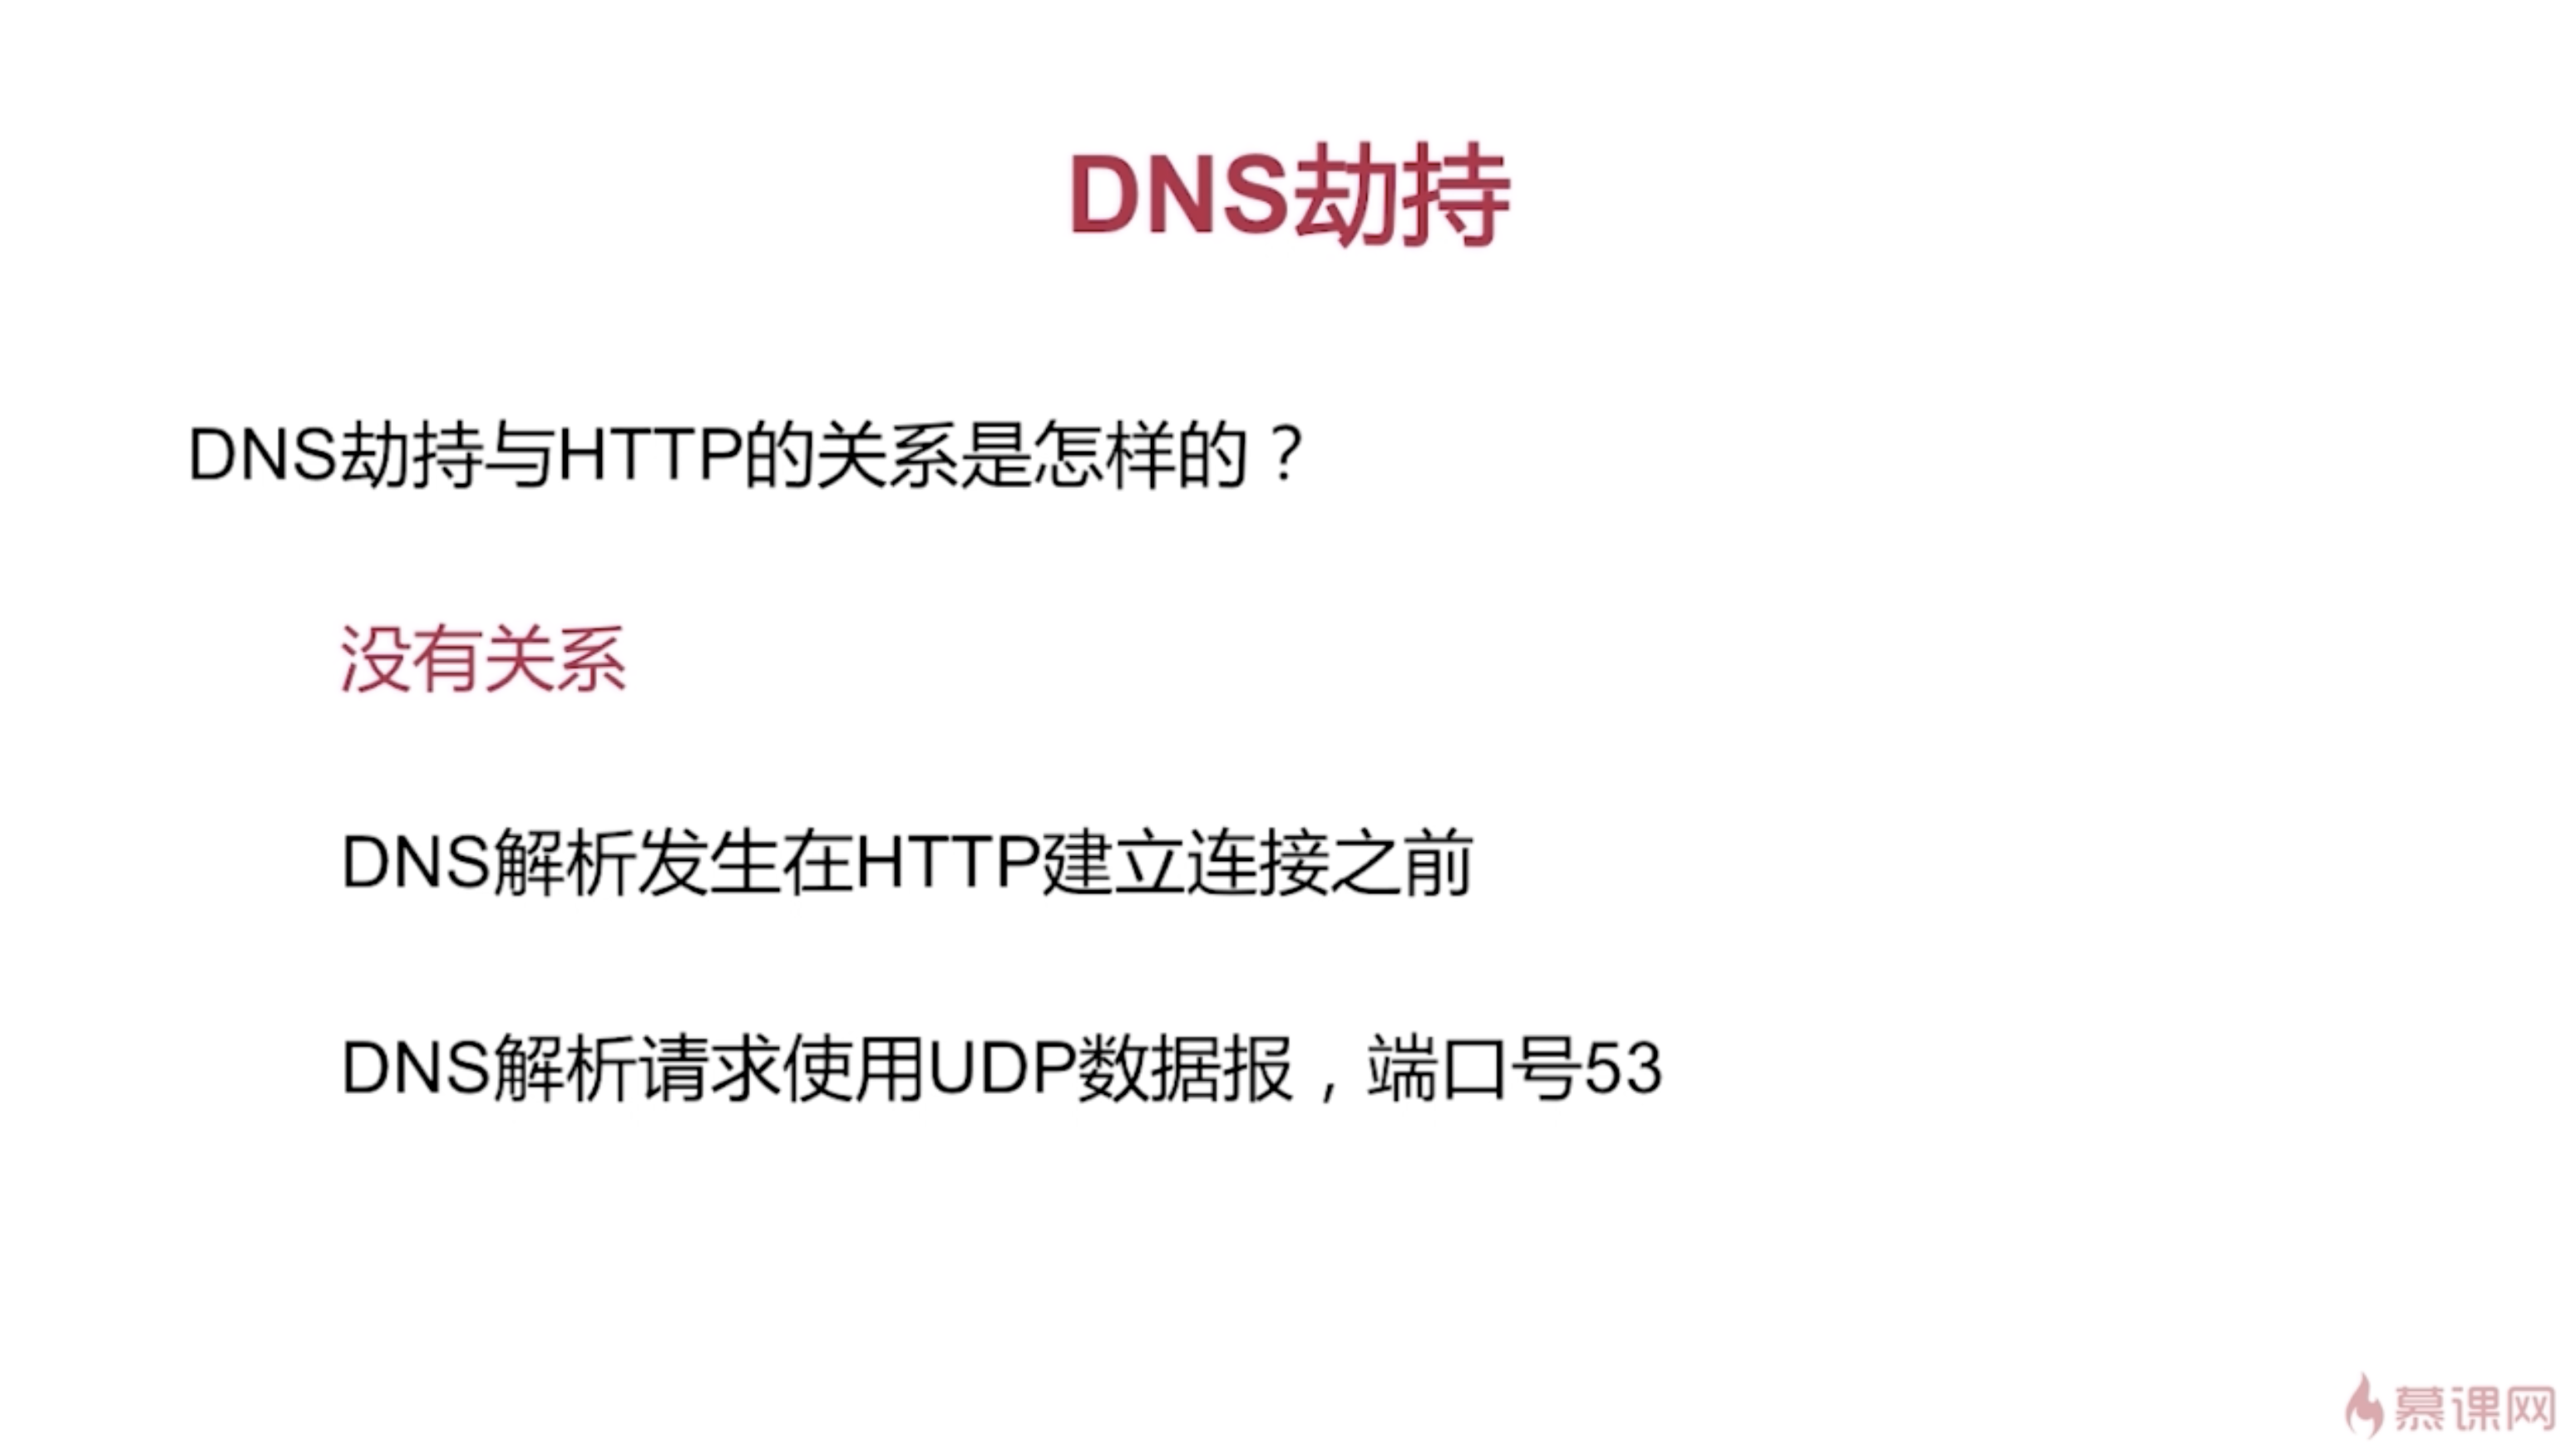 DNS劫持
DNS劫持与HTTP的关系是怎样的？
没有关系
DNS解析发生在HTTP建立连接之前
DNS解析请求使用UDP数据报，端口号53
慕课网